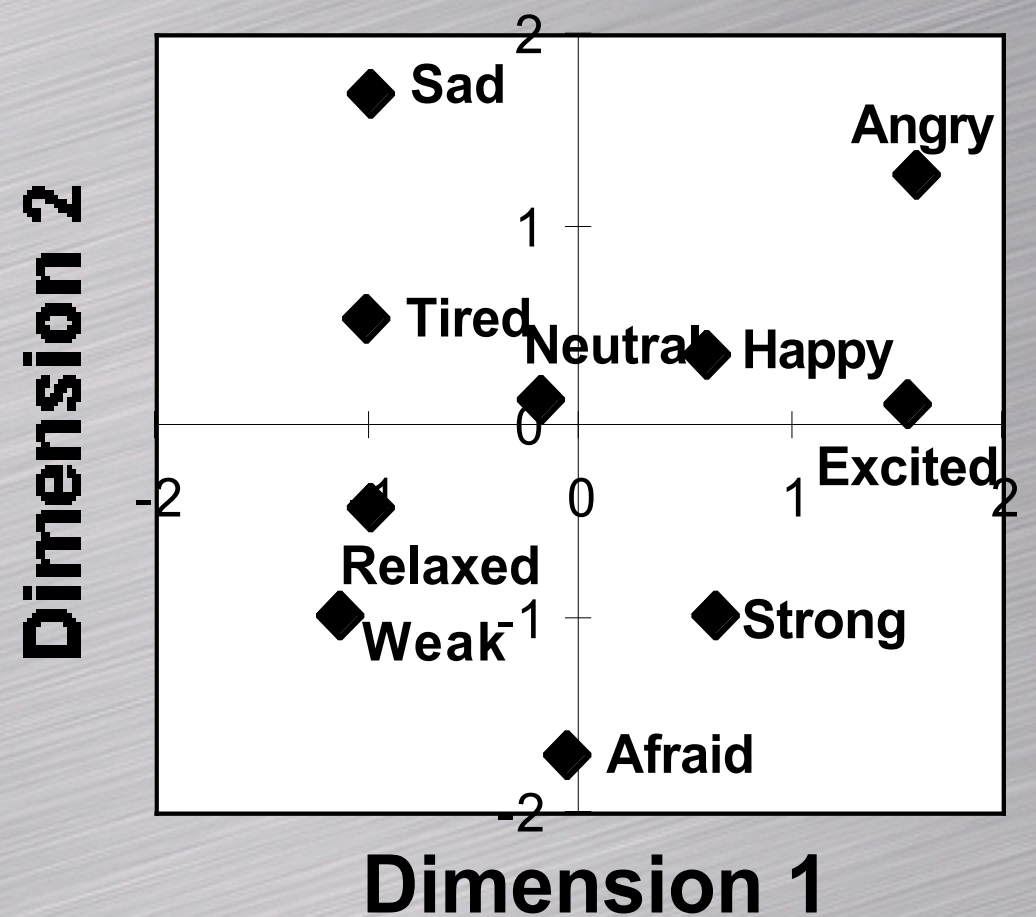 2
Sad
Angry
1
Tired
Neutral
Happy
0
Excited
-2
0
1
2
Relaxed
-1
Strong
Weak
Afraid
-2
Dimension 2
Dimension 1